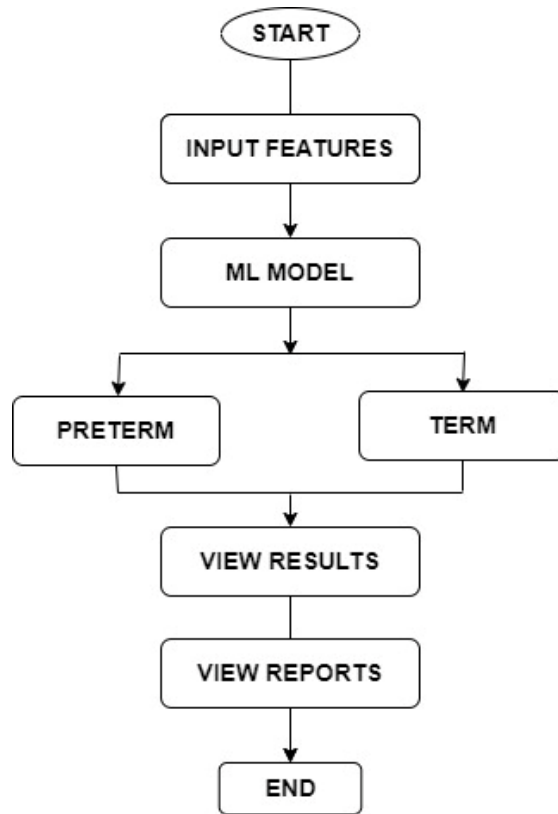 START
INPUT FEATURES
ML MODEL
PRETERM
TERM
VIEW RESULTS
VIEW REPORTS
END